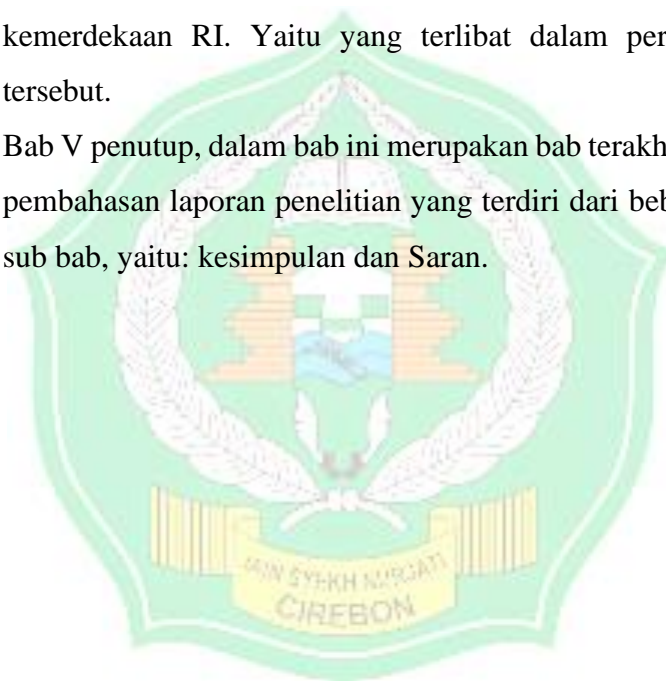 kemerdekaan RI. Yaitu yang terlibat dalam per
tersebut.
Bab V penutup, dalam bab ini merupakan bab terakh
pembahasan laporan penelitian yang terdiri dari beb
sub bab, yaitu: kesimpulan dan Saran.
IAIN SYEKH NURJATI
CIREBON